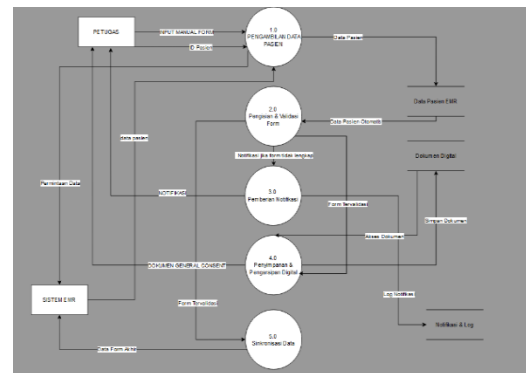 PETUGAS
INPUT MANUAL FORM
ID Pasien
1.0
PENGAMBILAN DATA
PASIEN
Data Pasien
Data Pasien EMR
data pasien
2.0
Pengisian & Validasi
Form
Data Pasien Otomatis
Notifikasi jika form tidak lengkap
Dokumen Digital
Permintaan Data
NOTIFIKASI
3.0
Pemberian Notifikasi
Form Tervalidasi
Simpan Dokumen
Akses Dokumen
4.0
Penyimpanan &
Pengarsipan Digital
DOKUMEN GENERAL CONSENT
SISTEM EMR
Form Tervalidasi
Log Notifikasi
Notifikasi & Log
5.0
Sinkronisasi Data
Data Form Akhir